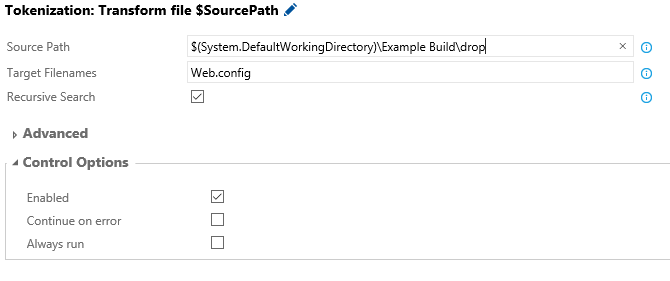 Tokenization: Transform file $SourcePath
Source Path $(System.DefaultWorkingDirectory)\Example Build\drop
Target Filenames Web.config
Recursive Search
Advanced
Control Options
Enabled
Continue on error
Always run